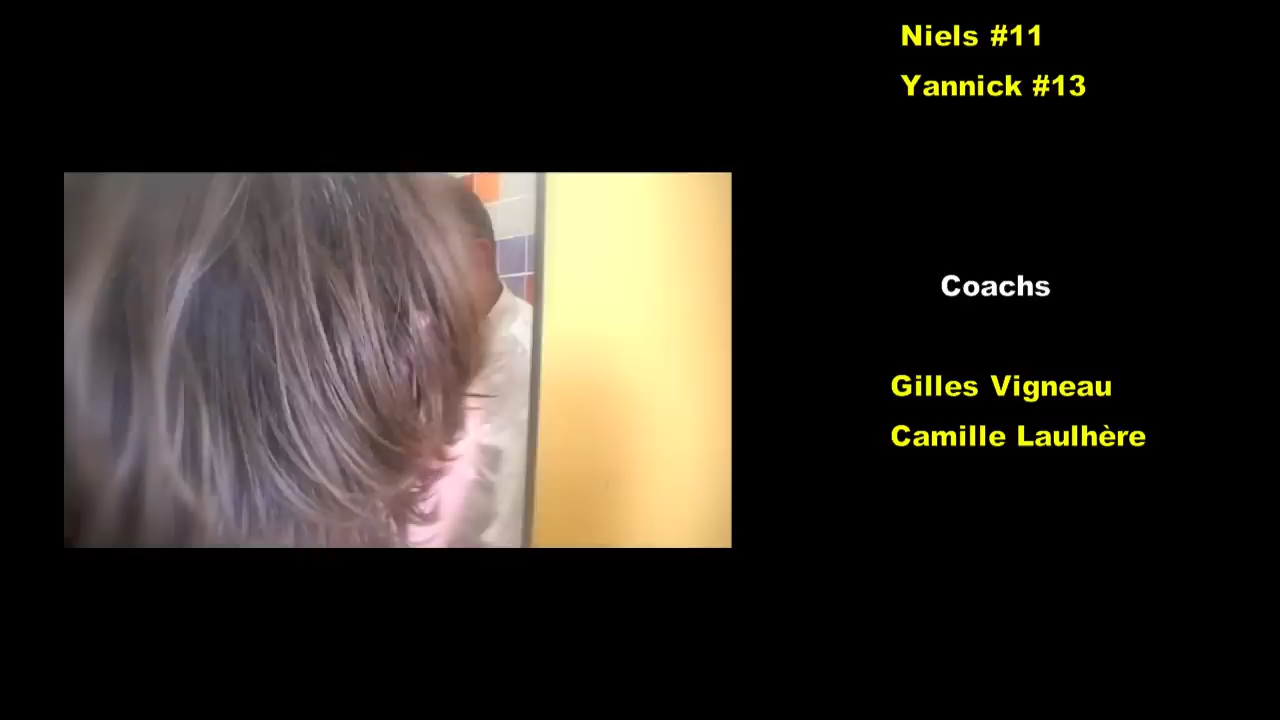 Niels #11
Yannick #13
Coachs
Gilles Vigneau
Camille Laulhère